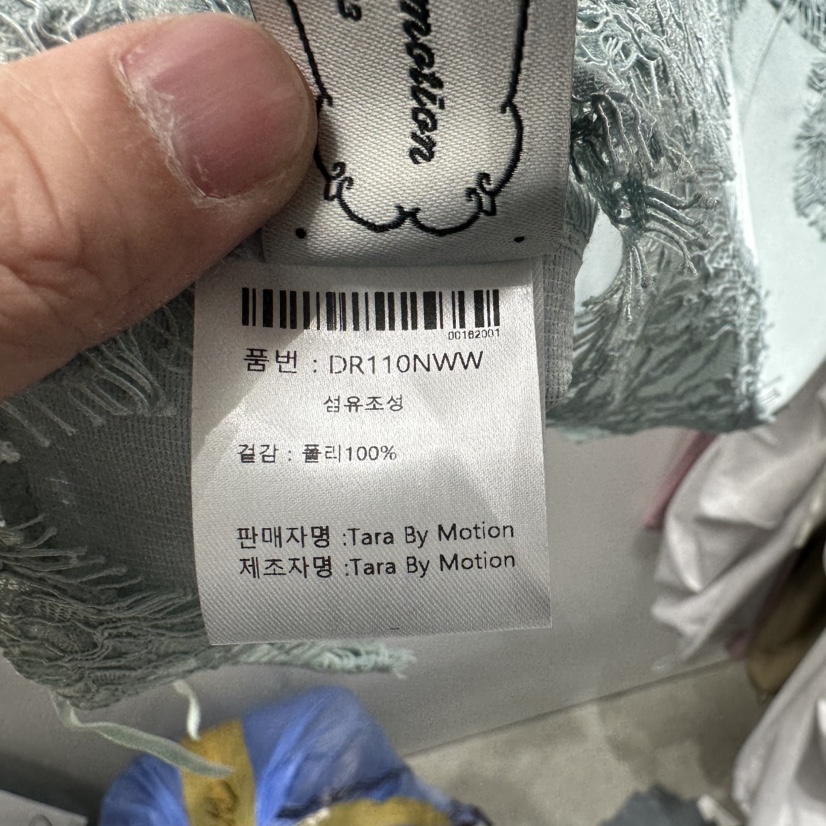 motion
00182001
품번 : DR110NWW
섬유조성
겉감 : 폴리100%
판매자명 :Tara By Motion
제조자명 :Tara By Motion